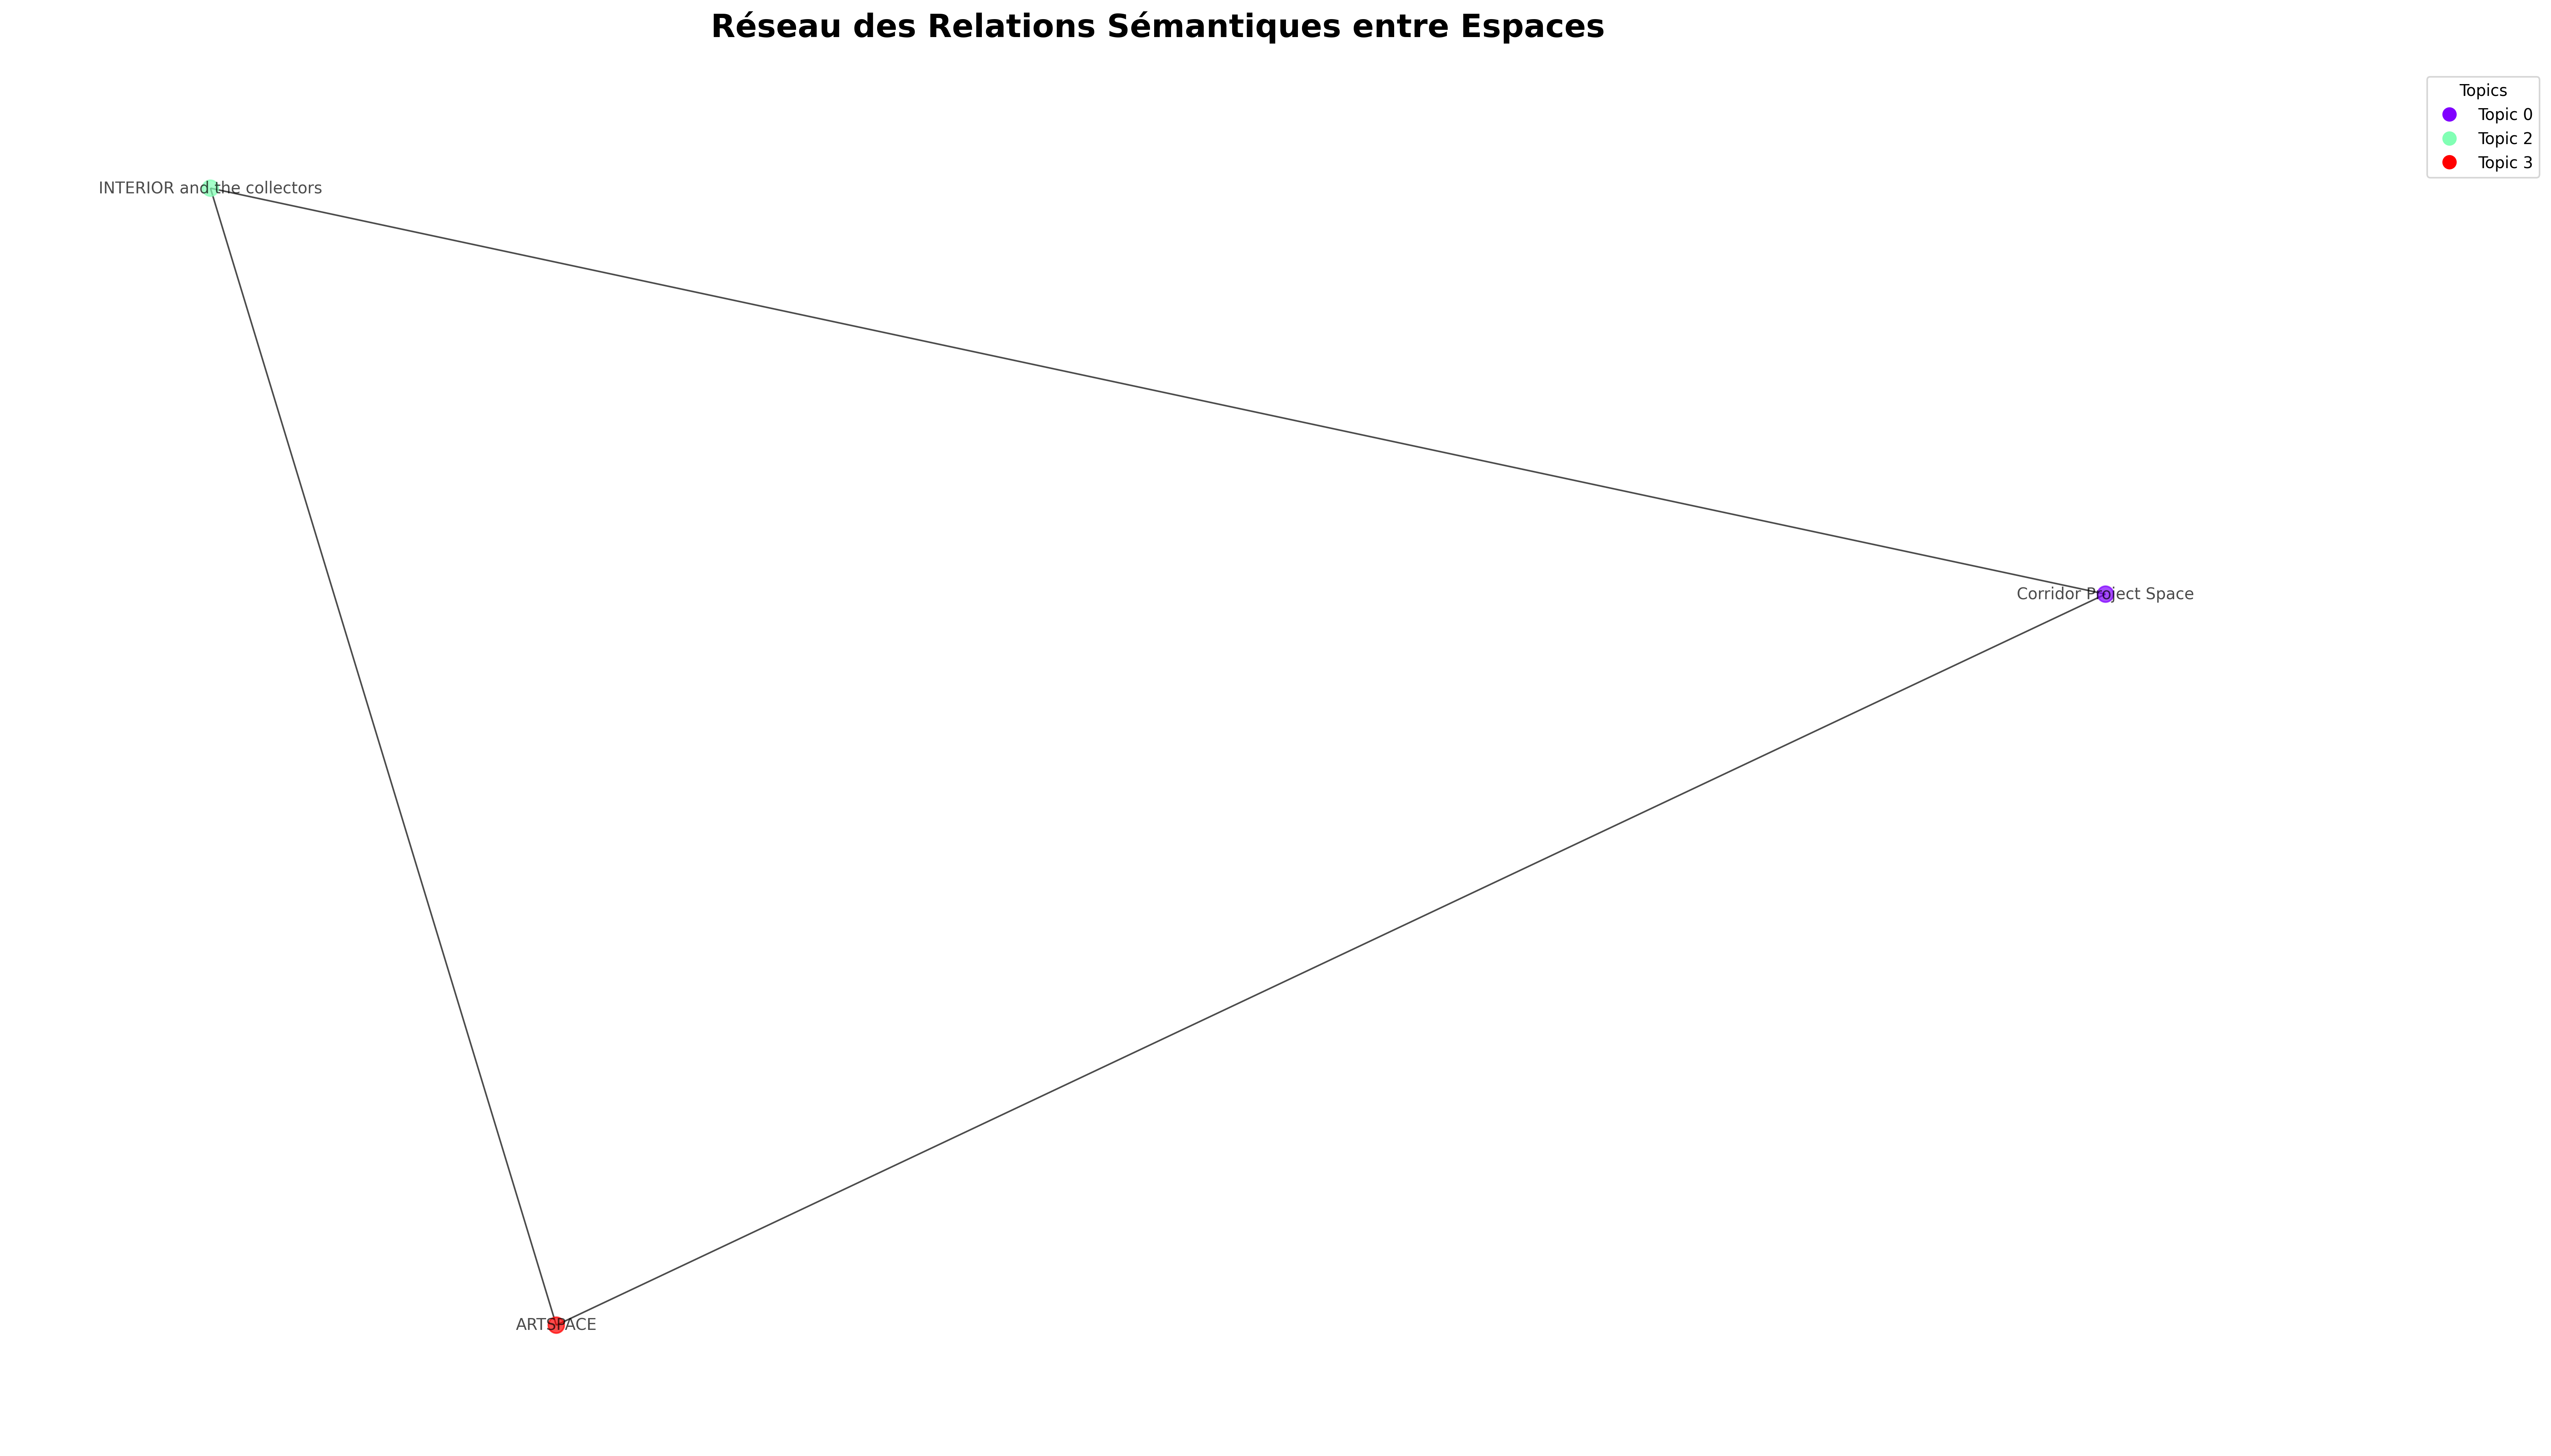 Réseau des Relations Sémantiques entre Espaces
Topics
Topic 0
Topic 2
Topic 3
INTERIOR and the collectors
Corridor Project Space
ARTSPACE